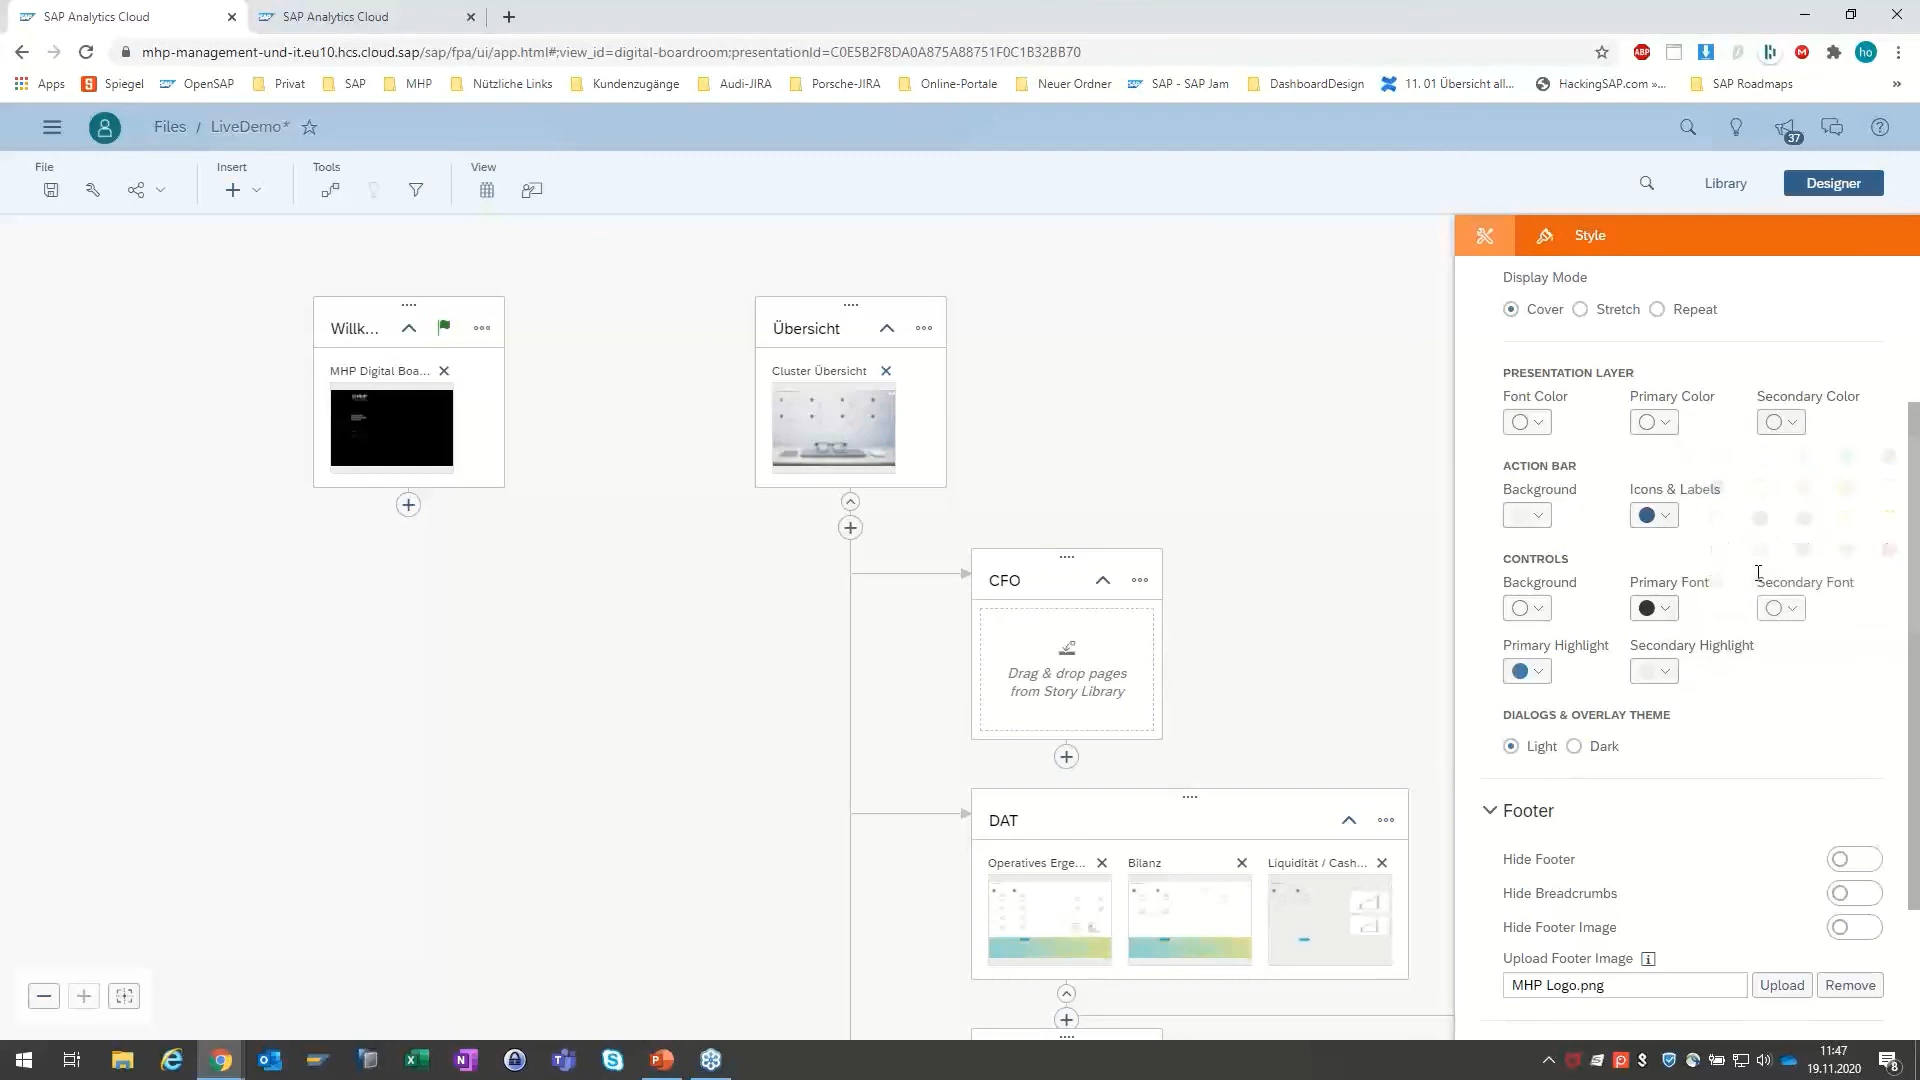 SAP Analytics Cloud
SAP Analytics Cloud
mhp-management-und-it.eu10.hcs.cloud.sap/sap/fpa/ui/app.html#;view_id=digital-boardroom;presentationId=C0E5B2F8DA0A875A88751F0C1B32BB70
ABP
M
ho
Apps
Spiegel
OpenSAP
Privat
SAP
MHP
Nützliche Links
Kundenzugänge
Audi-JIRA
Porsche-JIRA
Online-Portale
Neuer Ordner
SAP - SAP Jam
DashboardDesign
11. 01 Übersicht all...
HackingSAP.com »...
SAP Roadmaps
»
Files / LiveDemo*
37
File
Insert
Tools
View
Library
Designer
Style
Display Mode
Cover
Stretch
Repeat
PRESENTATION LAYER
Font Color
Primary Color
Secondary Color
ACTION BAR
Background
Icons & Labels
CONTROLS
Background
Primary Font
Secondary Font
Primary Highlight
Secondary Highlight
DIALOGS & OVERLAY THEME
Light
Dark
Footer
Hide Footer
Hide Breadcrumbs
Hide Footer Image
Upload Footer Image
MHP Logo.png
Upload
Remove
Willk...
MHP Digital Boa...
Übersicht
Cluster Übersicht
CFO
Drag & drop pages
from Story Library
DAT
Operatives Erge...
Bilanz
Liquidität / Cash...
11:47
19.11.2020
8